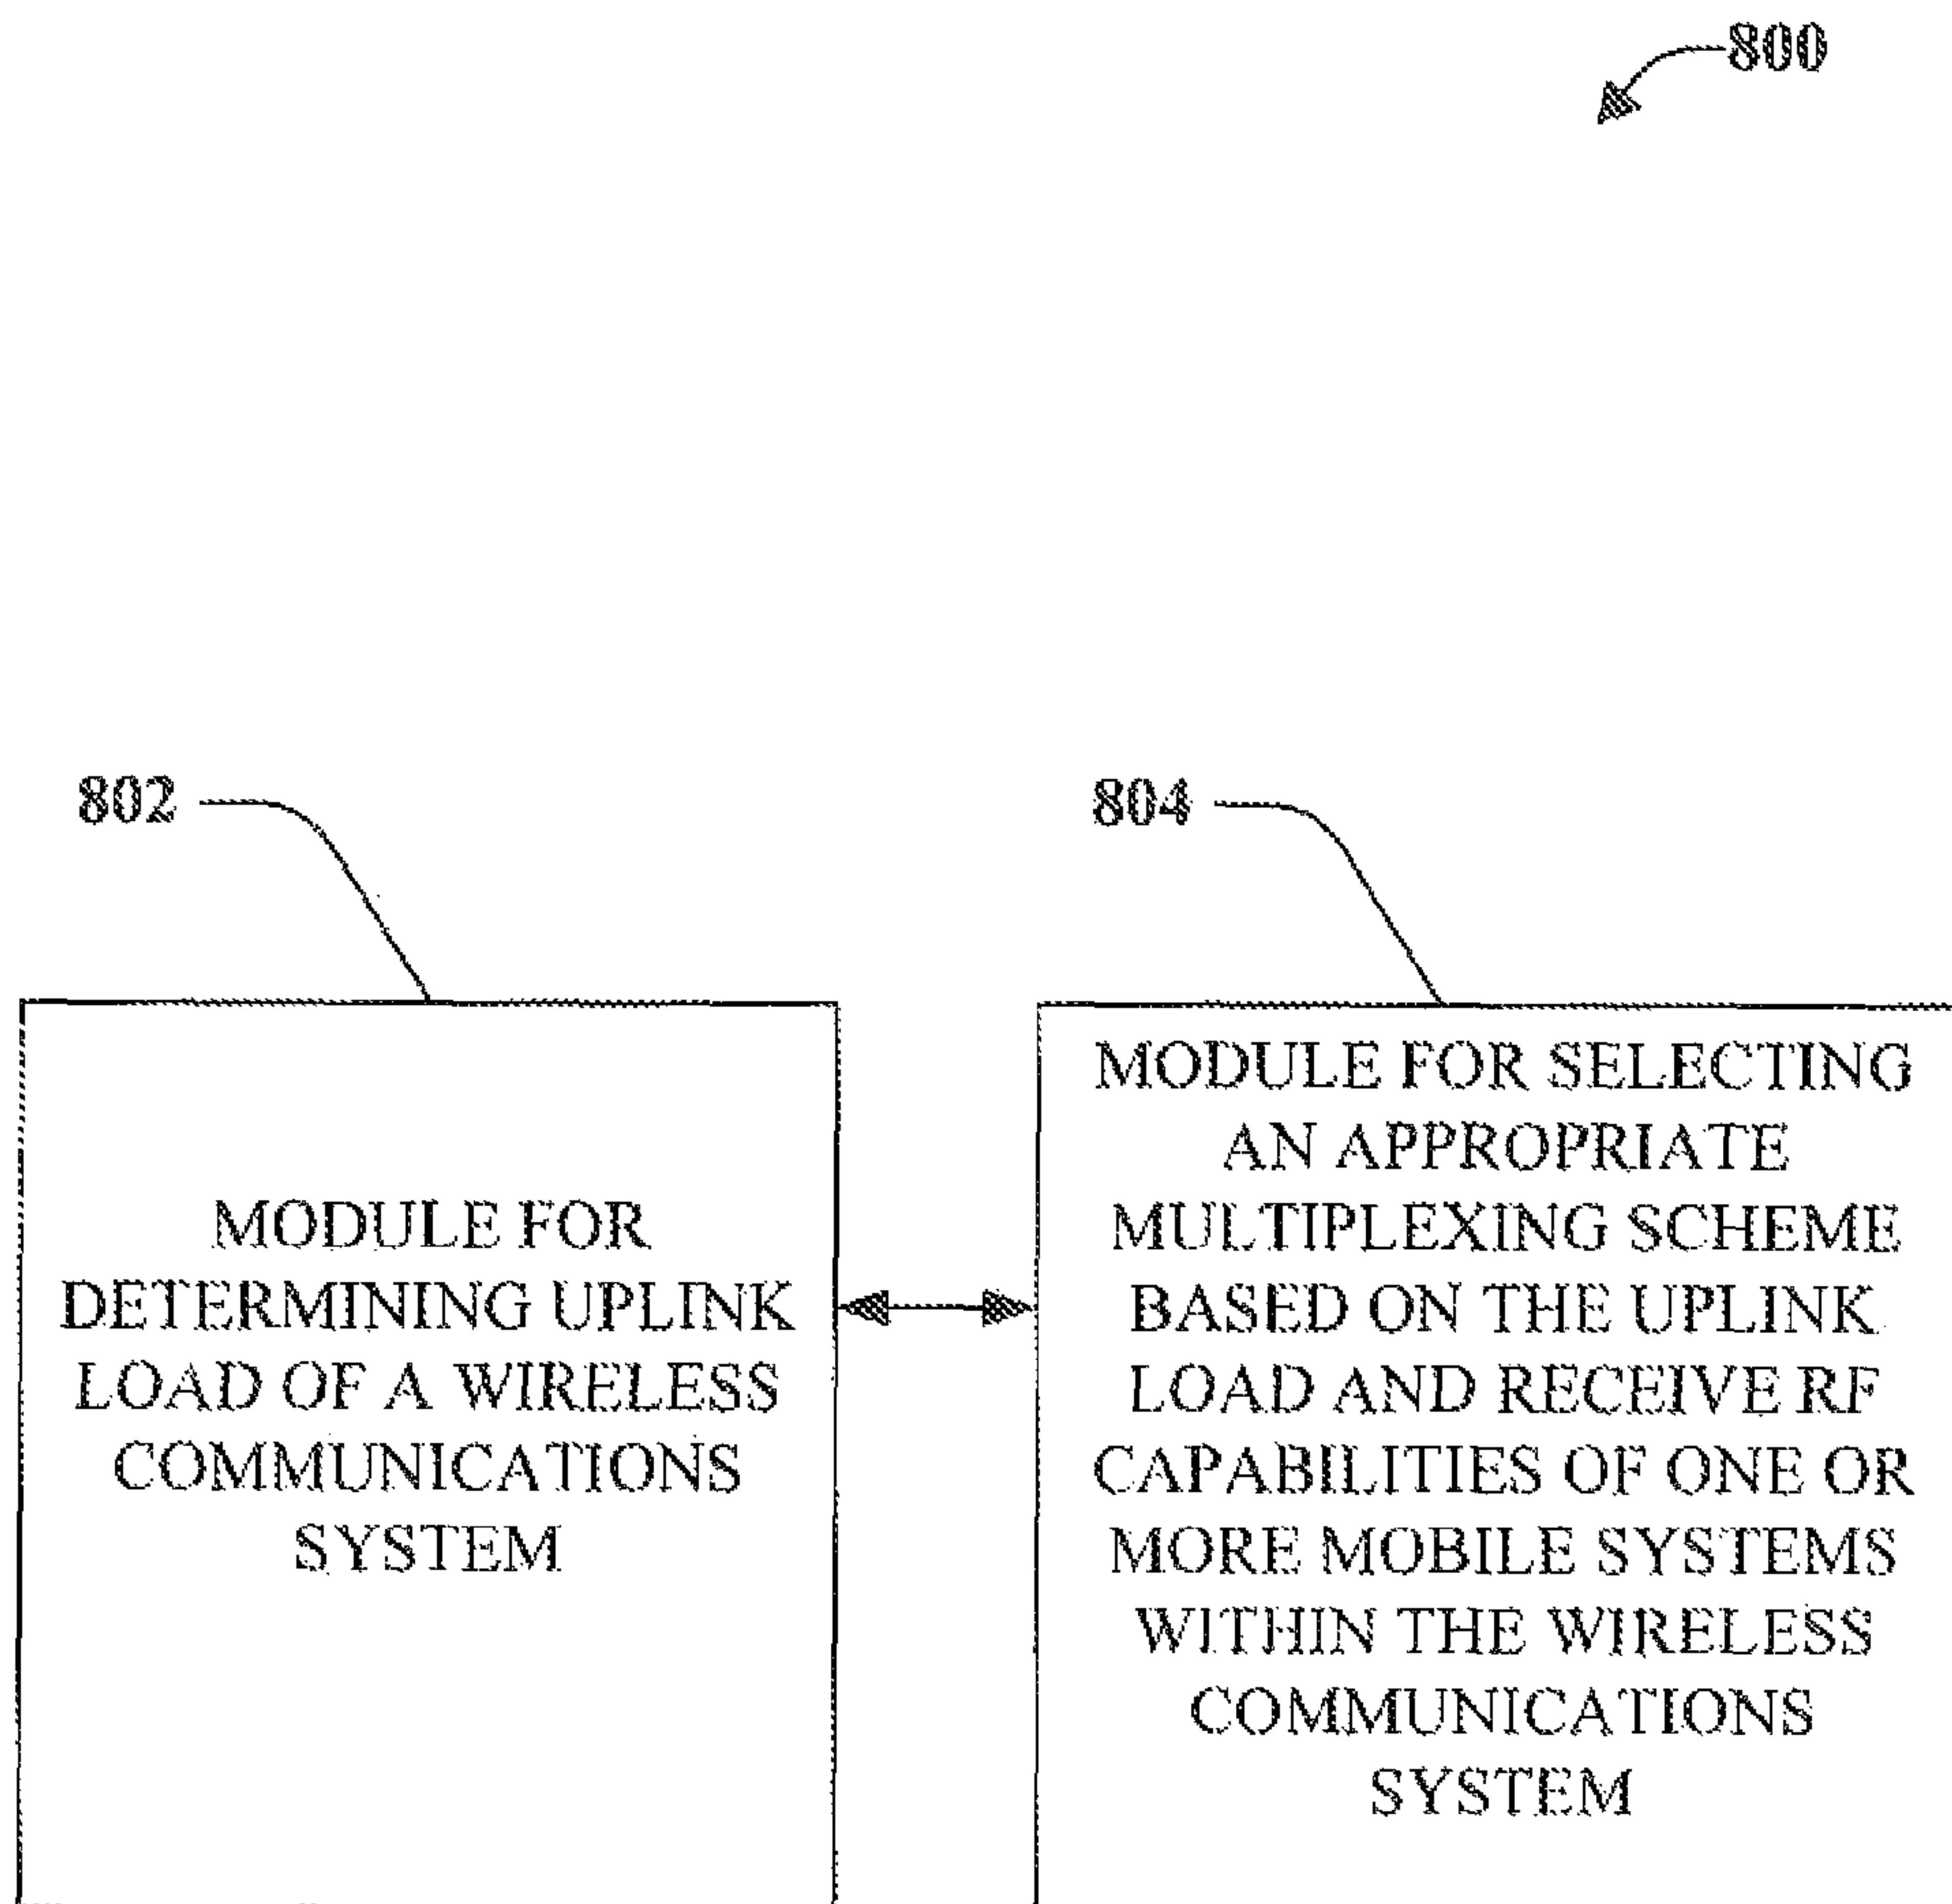 800
802
804
MODULE FOR
DETERMINING UPLINK
LOAD OF A WIRELESS
COMMUNICATIONS
SYSTEM
MODULE FOR SELECTING
AN APPROPRIATE
MULTIPLEXING SCHEME
BASED ON THE UPLINK
LOAD AND RECEIVE RF
CAPABILITIES OF ONE OR
MORE MOBILE SYSTEMS
WITHIN THE WIRELESS
COMMUNICATIONS
SYSTEM